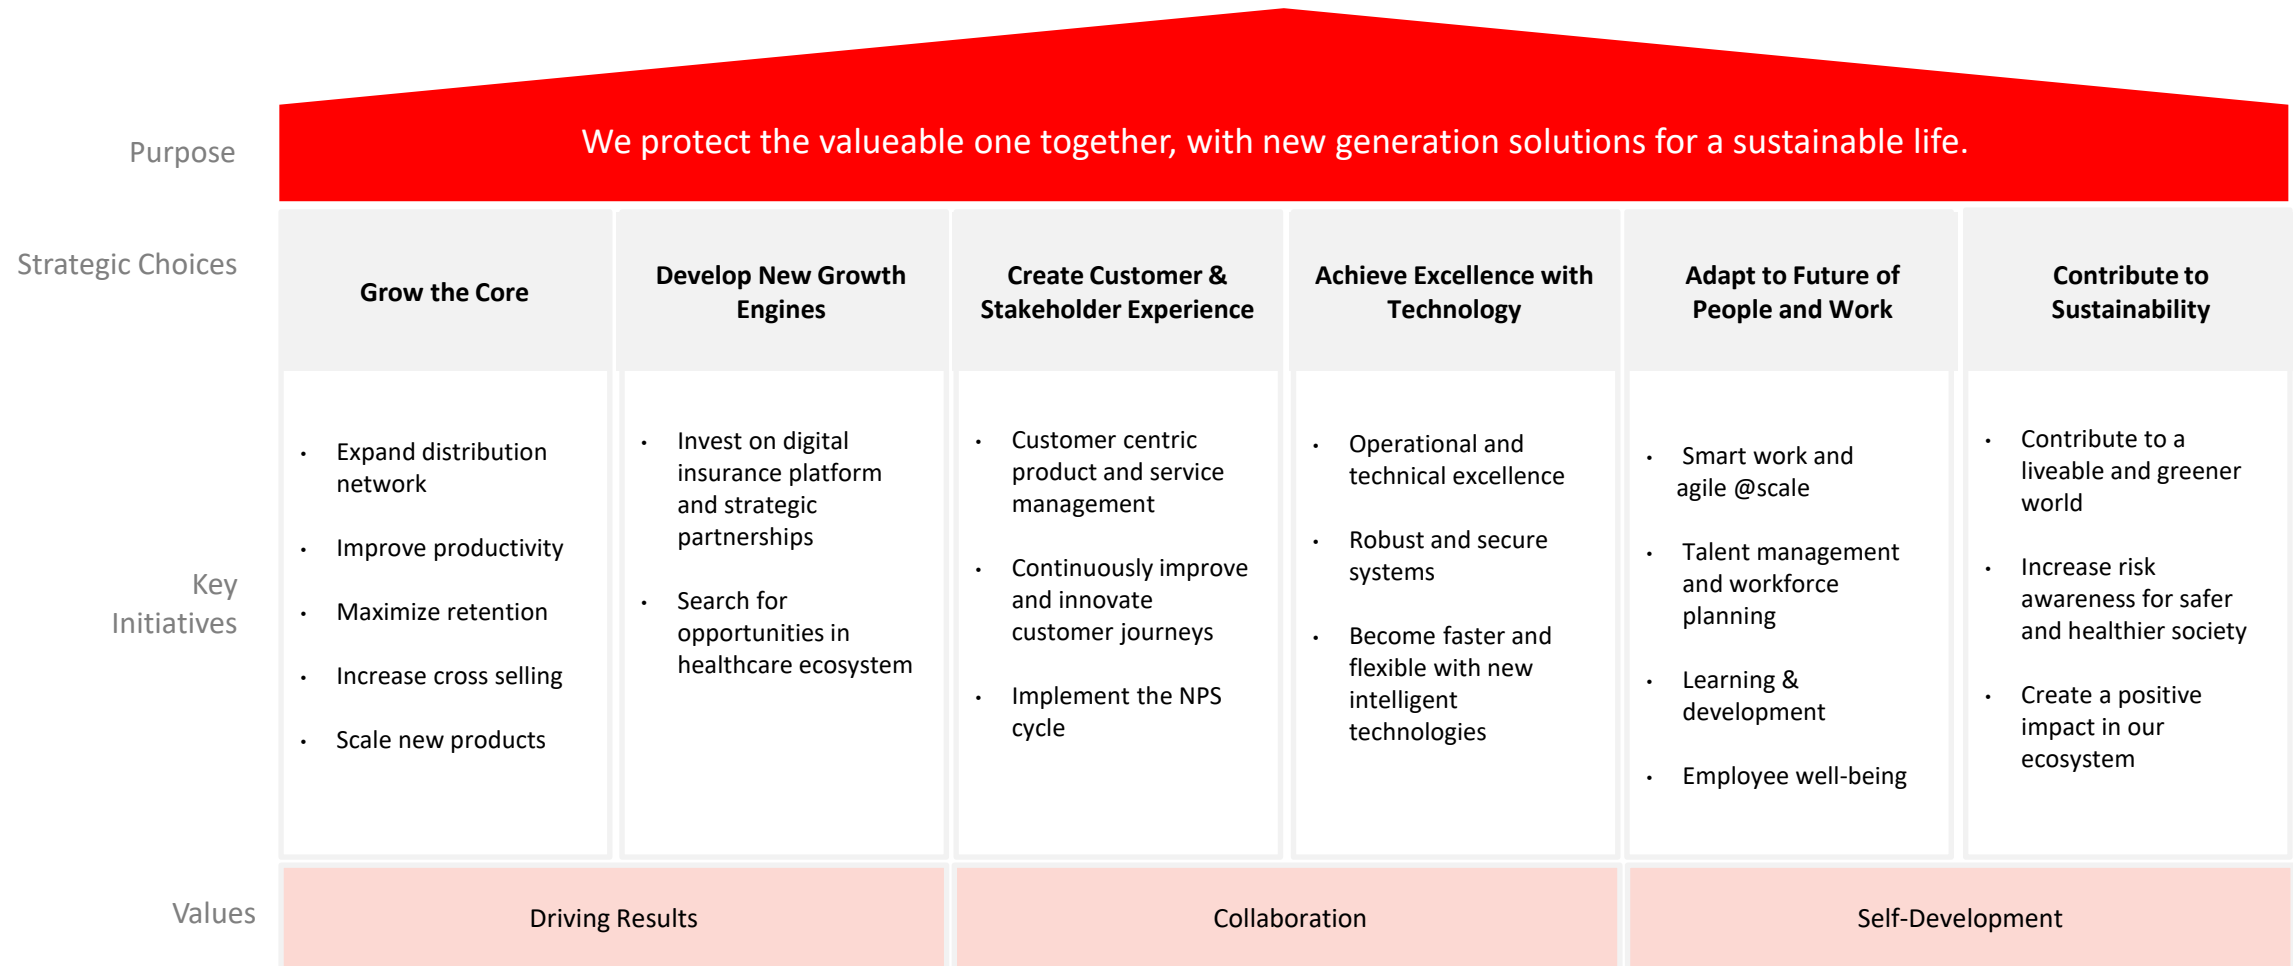 Purpose
We protect the valueable one together, with new generation solutions for a sustainable life.
Strategic Choices
Grow the Core
Develop New Growth
Engines
Create Customer &
Stakeholder Experience
Achieve Excellence with
Technology
Adapt to Future of
People and Work
Contribute to
Sustainability
Key
Initiatives
• Expand distribution
network
• Improve productivity
• Maximize retention
• Increase cross selling
• Scale new products
• Invest on digital
insurance platform
and strategic
partnerships
• Search for
opportunities in
healthcare ecosystem
• Customer centric
product and service
management
• Continuously improve
and innovate
customer journeys
• Implement the NPS
cycle
• Operational and
technical excellence
• Robust and secure
systems
• Become faster and
flexible with new
intelligent
technologies
• Smart work and
agile @scale
• Talent management
and workforce
planning
• Learning &
development
• Employee well-being
• Contribute to a
liveable and greener
world
• Increase risk
awareness for safer
and healthier society
• Create a positive
impact in our
ecosystem
Values
Driving Results
Collaboration
Self-Development